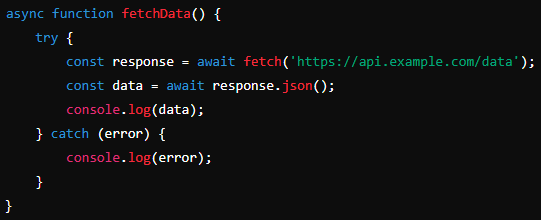 async function fetchData() {
    try {
        const response = await fetch('https://api.example.com/data');
        const data = await response.json();
        console.log(data);
    } catch (error) {
        console.log(error);
    }
}